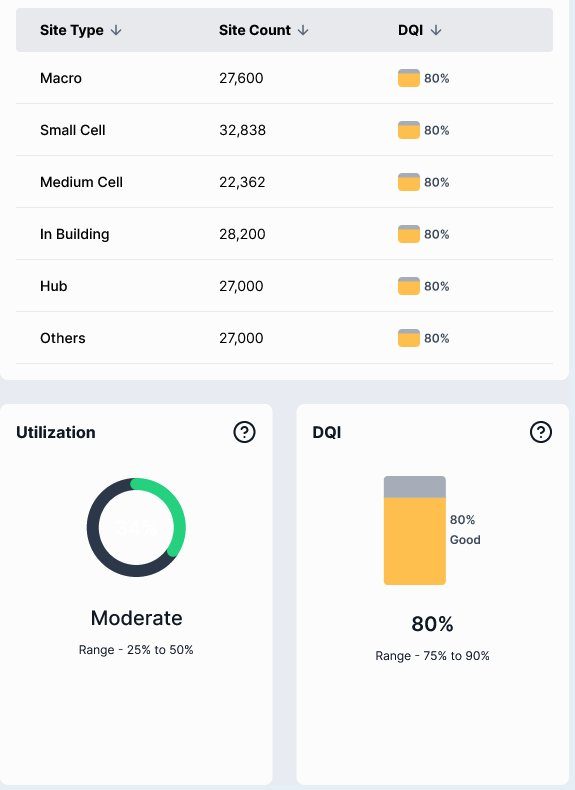 Site Type ↓ Site Count ↓ DQI ↓
Macro 27,600 80%
Small Cell 32,838 80%
Medium Cell 22,362 80%
In Building 28,200 80%
Hub 27,000 80%
Others 27,000 80%
Utilization ?
34%
Moderate
Range - 25% to 50%
DQI ?
80%
Good
80%
Range - 75% to 90%